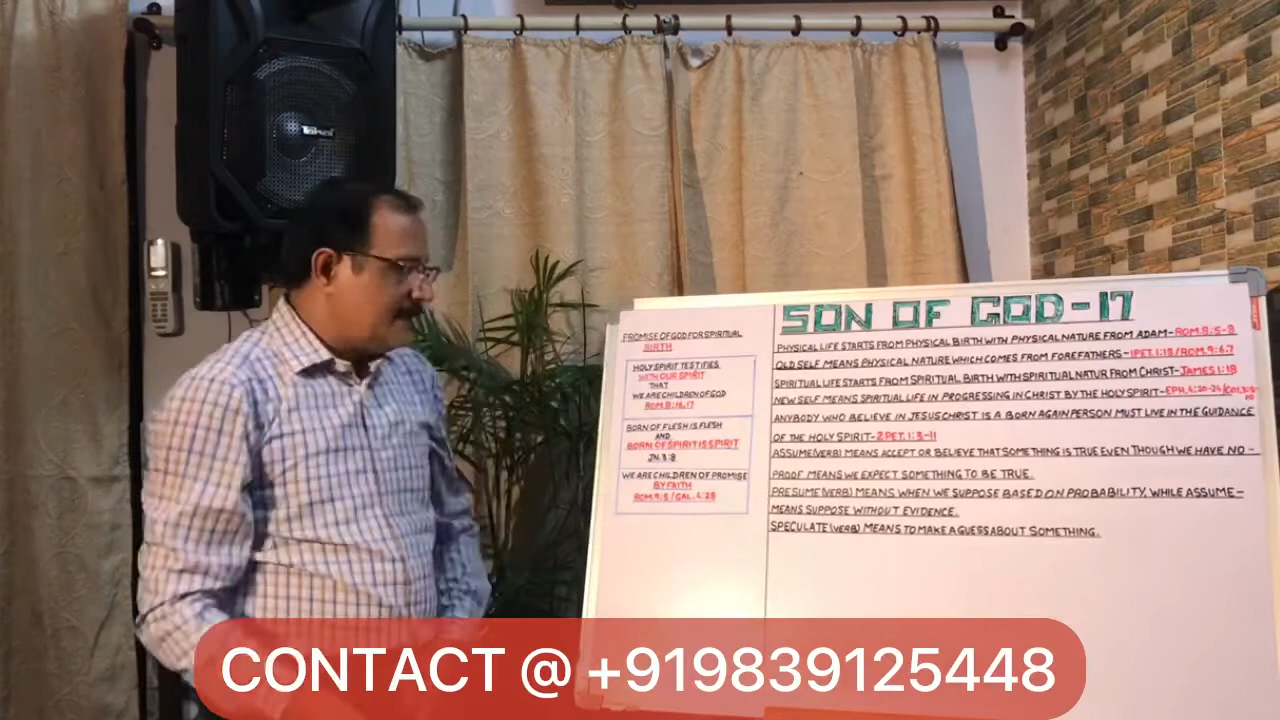 SON OF GOD-17
PROMISE OF GOD FOR SPIRITUAL
BIRTH
HOLY SPIRIT TESTIFIES
WITH OUR SPIRIT
THAT
WE ARE CHILDREN OF GOD
ROM.8:16.17
BORN OF FLESH IS FLESH
AND
BORN OF SPIRIT IS SPIRIT
JN.3:8
WE ARE CHILDREN OF PROMISE
BY FAITH
ROM.9:8/GAL.4:28
PHYSICAL LIFE STARTS FROM PHYSICAL BIRTH WITH PHYSICAL NATURE FROM ADAM-ROM.8:5-8
OLD SELF MEANS PHYSICAL NATURE WHICH COMES FROM FOREFATHERS-1PET.1:18/ROM.9:6.7
SPIRITUAL LIFE STARTS FROM SPIRITUAL BIRTH WITH SPIRITUAL NATUR FROM CHRIST-JAMES 1:18
NEW SELF MEANS SPIRITUAL LIFE IN PROGRESSING IN CHRIST BY THE HOLY SPIRIT-EPH.4:20-24/
ANYBODY WHO BELIEVE IN JESUS CHRIST IS A BORN AGAIN PERSON MUST LIVE IN THE GUIDANCE
OF THE HOLY SPIRIT-2PET.1:3-11
ASSUME(VERB) MEANS ACCEPT OR BELIEVE THAT SOMETHING IS TRUE EVEN THOUGH WE HAVE NO-
PROOF MEANS WE EXPECT SOMETHING TO BE TRUE.
PRESUME(VERB) MEANS WHEN WE SUPPOSE BASED ON PROBABILITY, WHILE ASSUME-
MEANS SUPPOSE WITHOUT EVIDENCE.
SPECULATE(VERB) MEANS TO MAKE A GUESS ABOUT SOMETHING.
CONTACT @ +919839125448